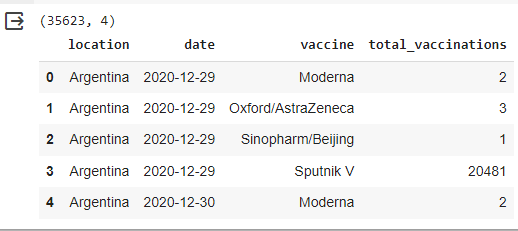 (35623, 4)
location date vaccine total_vaccinations
0 Argentina 2020-12-29 Moderna 2
1 Argentina 2020-12-29 Oxford/AstraZeneca 3
2 Argentina 2020-12-29 Sinopharm/Beijing 1
3 Argentina 2020-12-29 Sputnik V 20481
4 Argentina 2020-12-30 Moderna 2